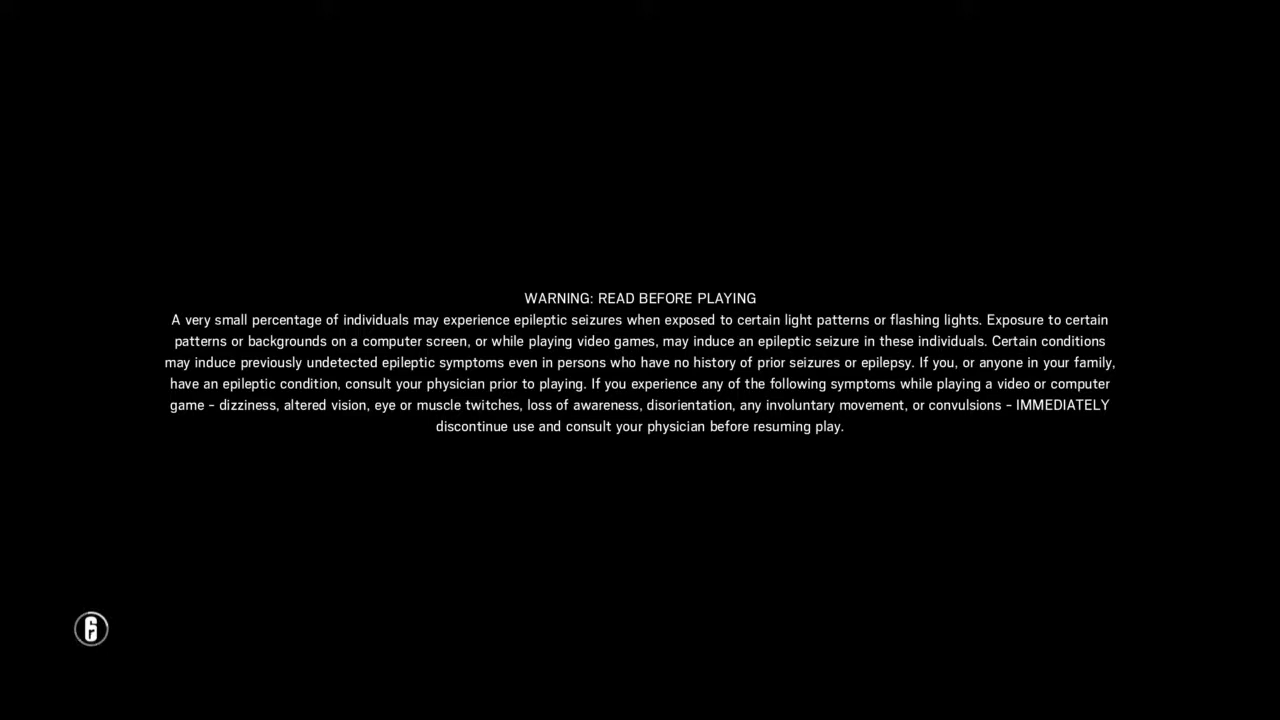 WARNING: READ BEFORE PLAYING
A very small percentage of individuals may experience epileptic seizures when exposed to certain light patterns or flashing lights. Exposure to certain
patterns or backgrounds on a computer screen, or while playing video games, may induce an epileptic seizure in these individuals. Certain conditions
may induce previously undetected epileptic symptoms even in persons who have no history of prior seizures or epilepsy. If you, or anyone in your family,
have an epileptic condition, consult your physician prior to playing. If you experience any of the following symptoms while playing a video or computer
game - dizziness, altered vision, eye or muscle twitches, loss of awareness, disorientation, any involuntary movement, or convulsions - IMMEDIATELY
discontinue use and consult your physician before resuming play.
6